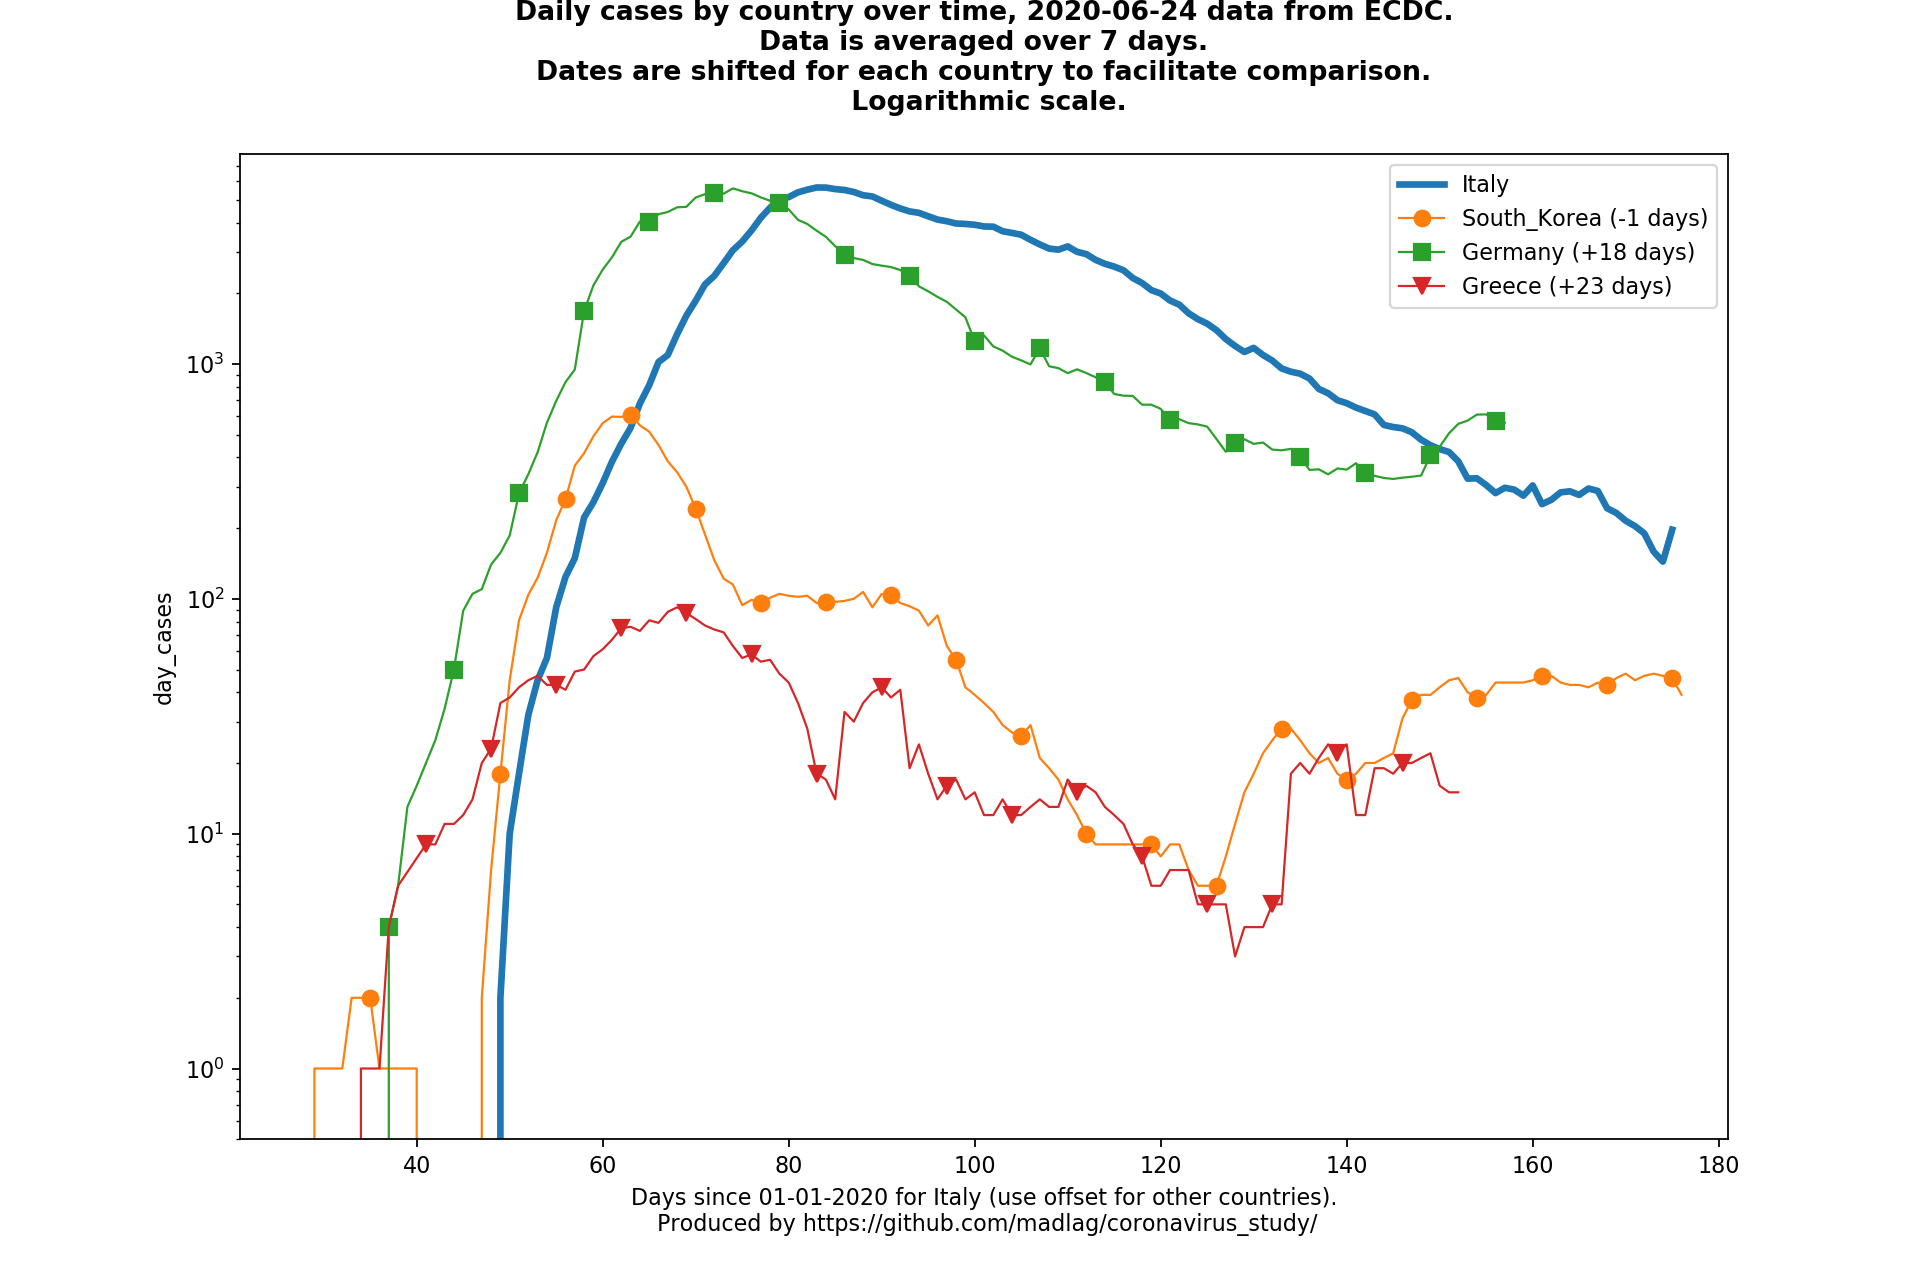 Daily cases by country over time, 2020-06-24 data from ECDC.
Data is averaged over 7 days.
Dates are shifted for each country to facilitate comparison.
Logarithmic scale.
Italy
South_Korea (-1 days)
Germany (+18 days)
Greece (+23 days)
day_cases
10³
10²
10¹
10⁰
40 60 80 100 120 140 160 180
Days since 01-01-2020 for Italy (use offset for other countries).
Produced by https://github.com/madlag/coronavirus_study/